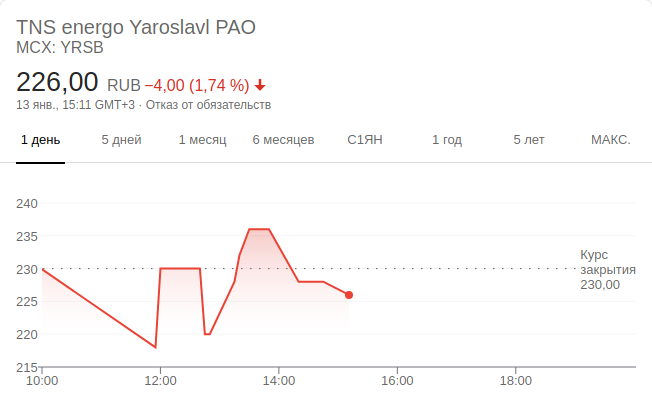 TNS energo Yaroslavl PAO
MCX: YRSB
226,00 RUB −4,00 (1,74 %)
13 янв., 15:11 GMT+3 · Отказ от обязательств
1 день 5 дней 1 месяц 6 месяцев С1ЯН 1 год 5 лет МАКС.
240
235
230
225
220
215
Курс
закрытия
230,00
10:00 12:00 14:00 16:00 18:00